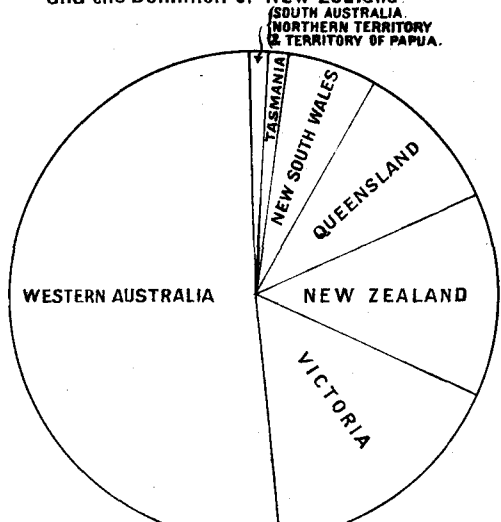 and the Dominion of New Zealand.
SOUTH AUSTRALIA.
NORTHERN TERRITORY
& TERRITORY OF PAPUA.
TASMANIA
NEW SOUTH WALES
QUEENSLAND
WESTERN AUSTRALIA
NEW ZEALAND
VICTORIA